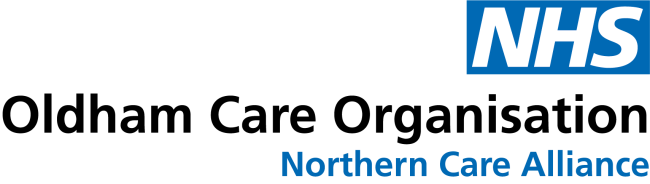 NHS
Oldham Care Organisation
Northern Care Alliance